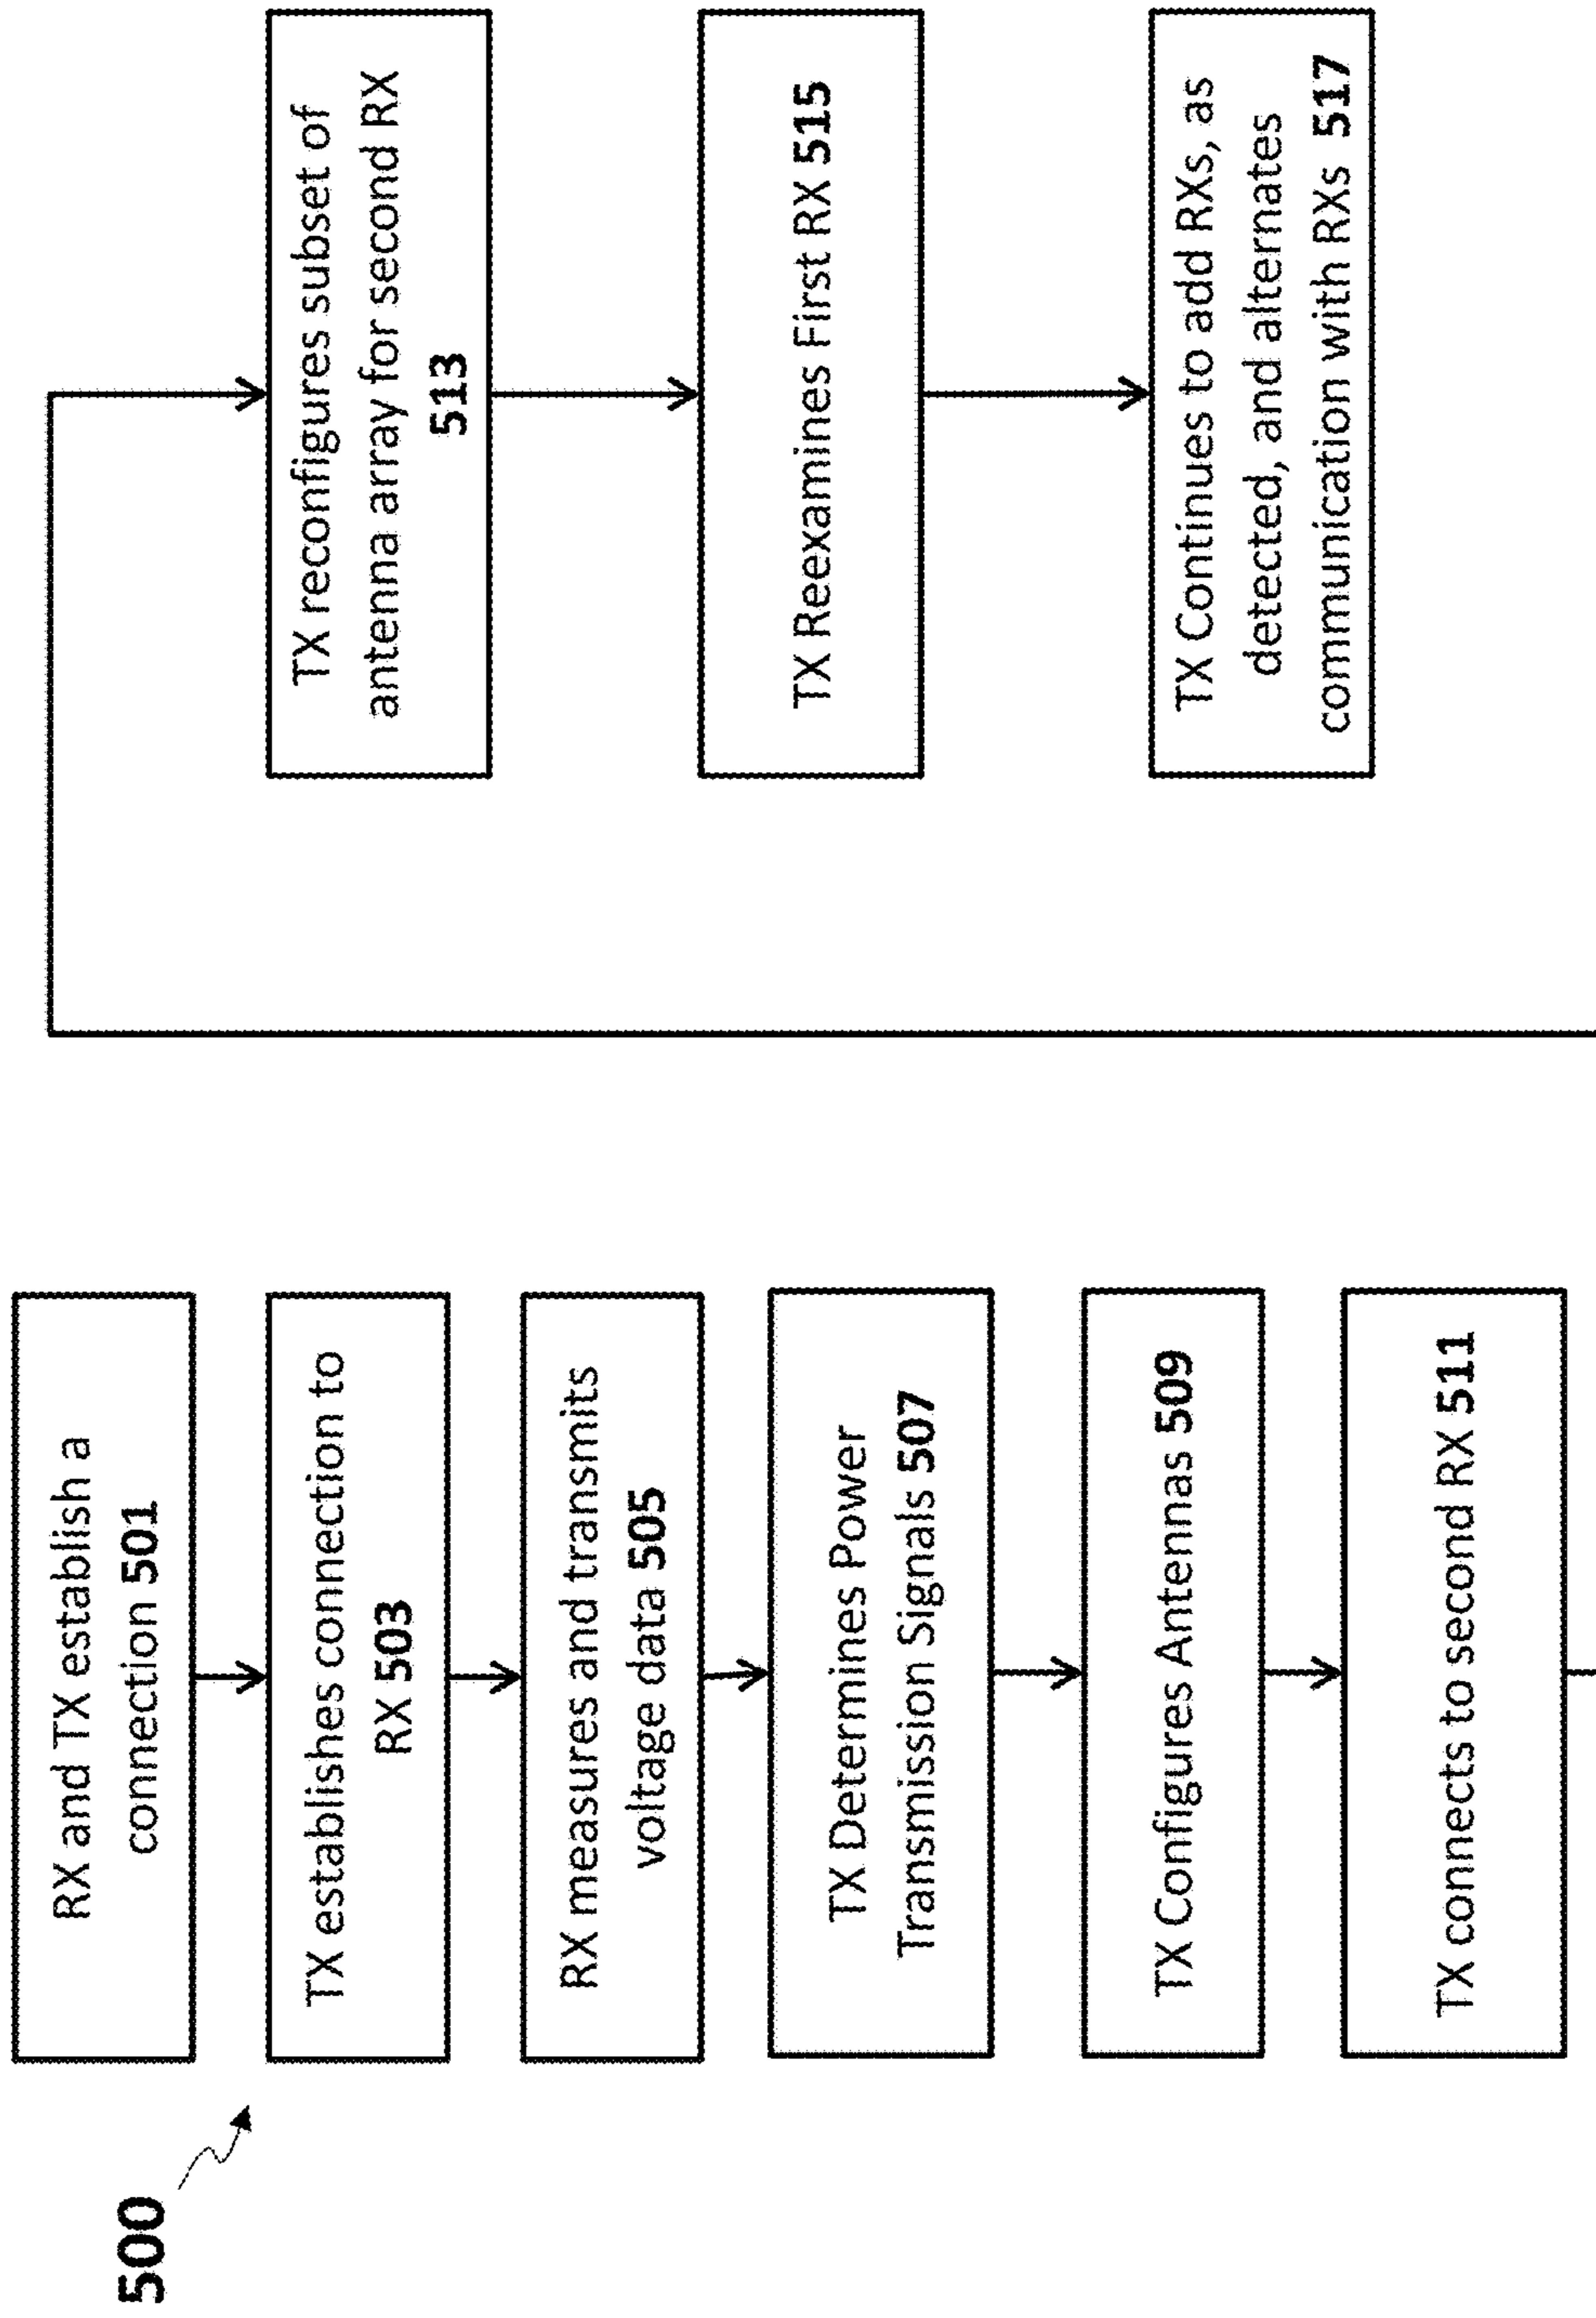 500
RX and TX establish a
connection 501
TX establishes connection to
RX 503
RX measures and transmits
voltage data 505
TX Determines Power
Transmission Signals 507
TX Configures Antennas 509
TX connects to second RX 511
TX reconfigures subset of
antenna array for second RX
513
TX Reexamines First RX 515
TX Continues to add RXs, as
detected, and alternates
communication with RXs 517